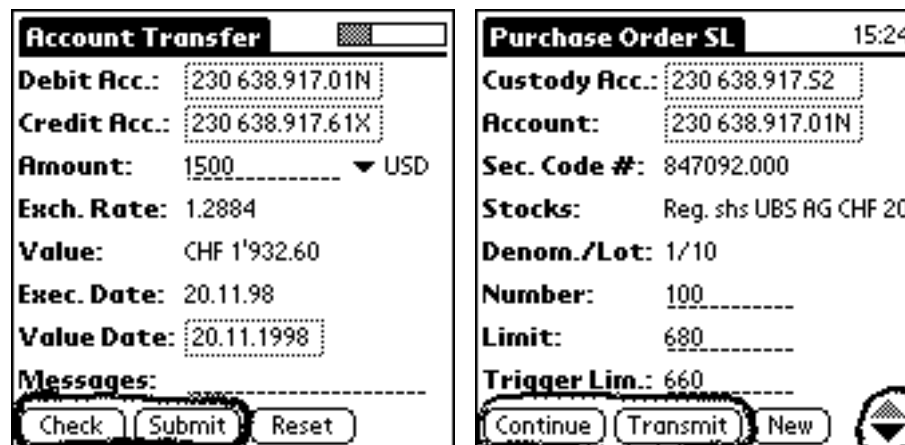 Account Transfer
Debit Acc.: 230 638.917.01N
Credit Acc.: 230 638.917.61X
Amount: 1500 USD
Exch. Rate: 1.2884
Value: CHF 1'932.60
Exec. Date: 20.11.98
Value Date: 20.11.1998
Messages:
Check Submit Reset
Purchase Order SL 15:24
Custody Acc.: 230 638.917.S2
Account: 230 638.917.01N
Sec. Code #: 847092.000
Stocks: Reg. shs UBS AG CHF 20
Denom./Lot: 1/10
Number: 100
Limit: 680
Trigger Lim.: 660
Continue Transmit New